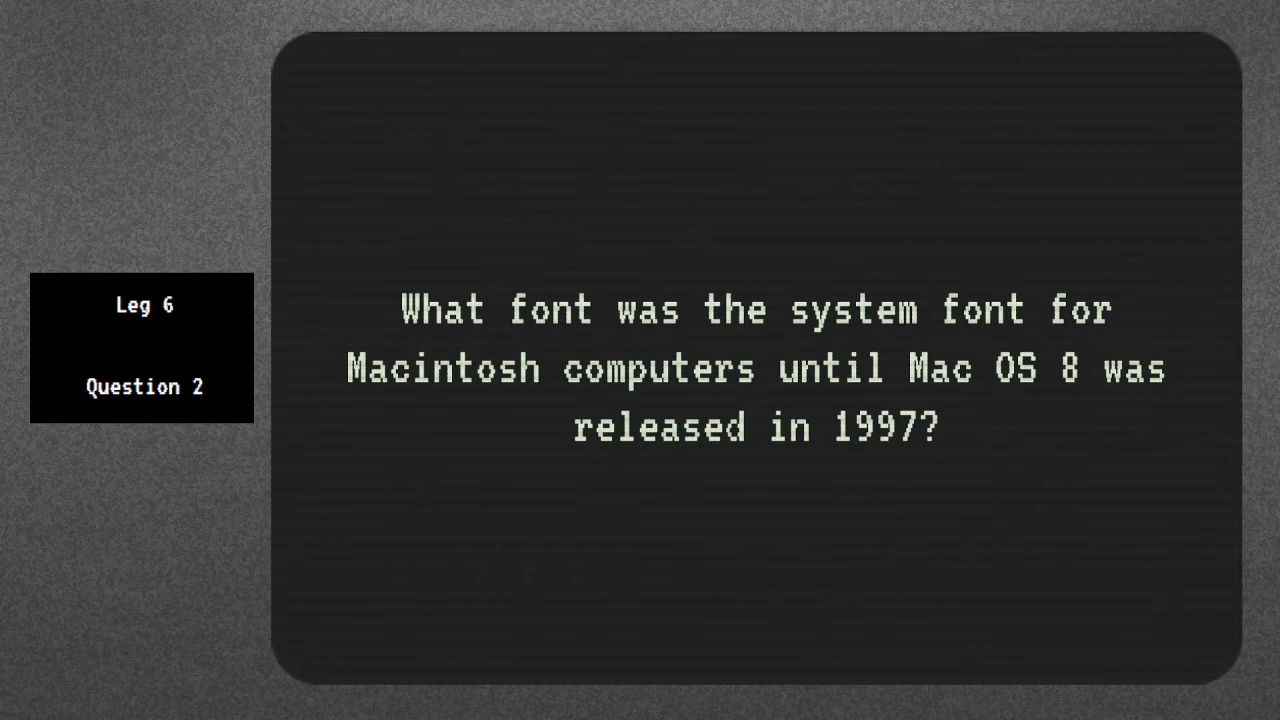 Leg 6
Question 2
What font was the system font for
Macintosh computers until Mac OS 8 was
released in 1997?